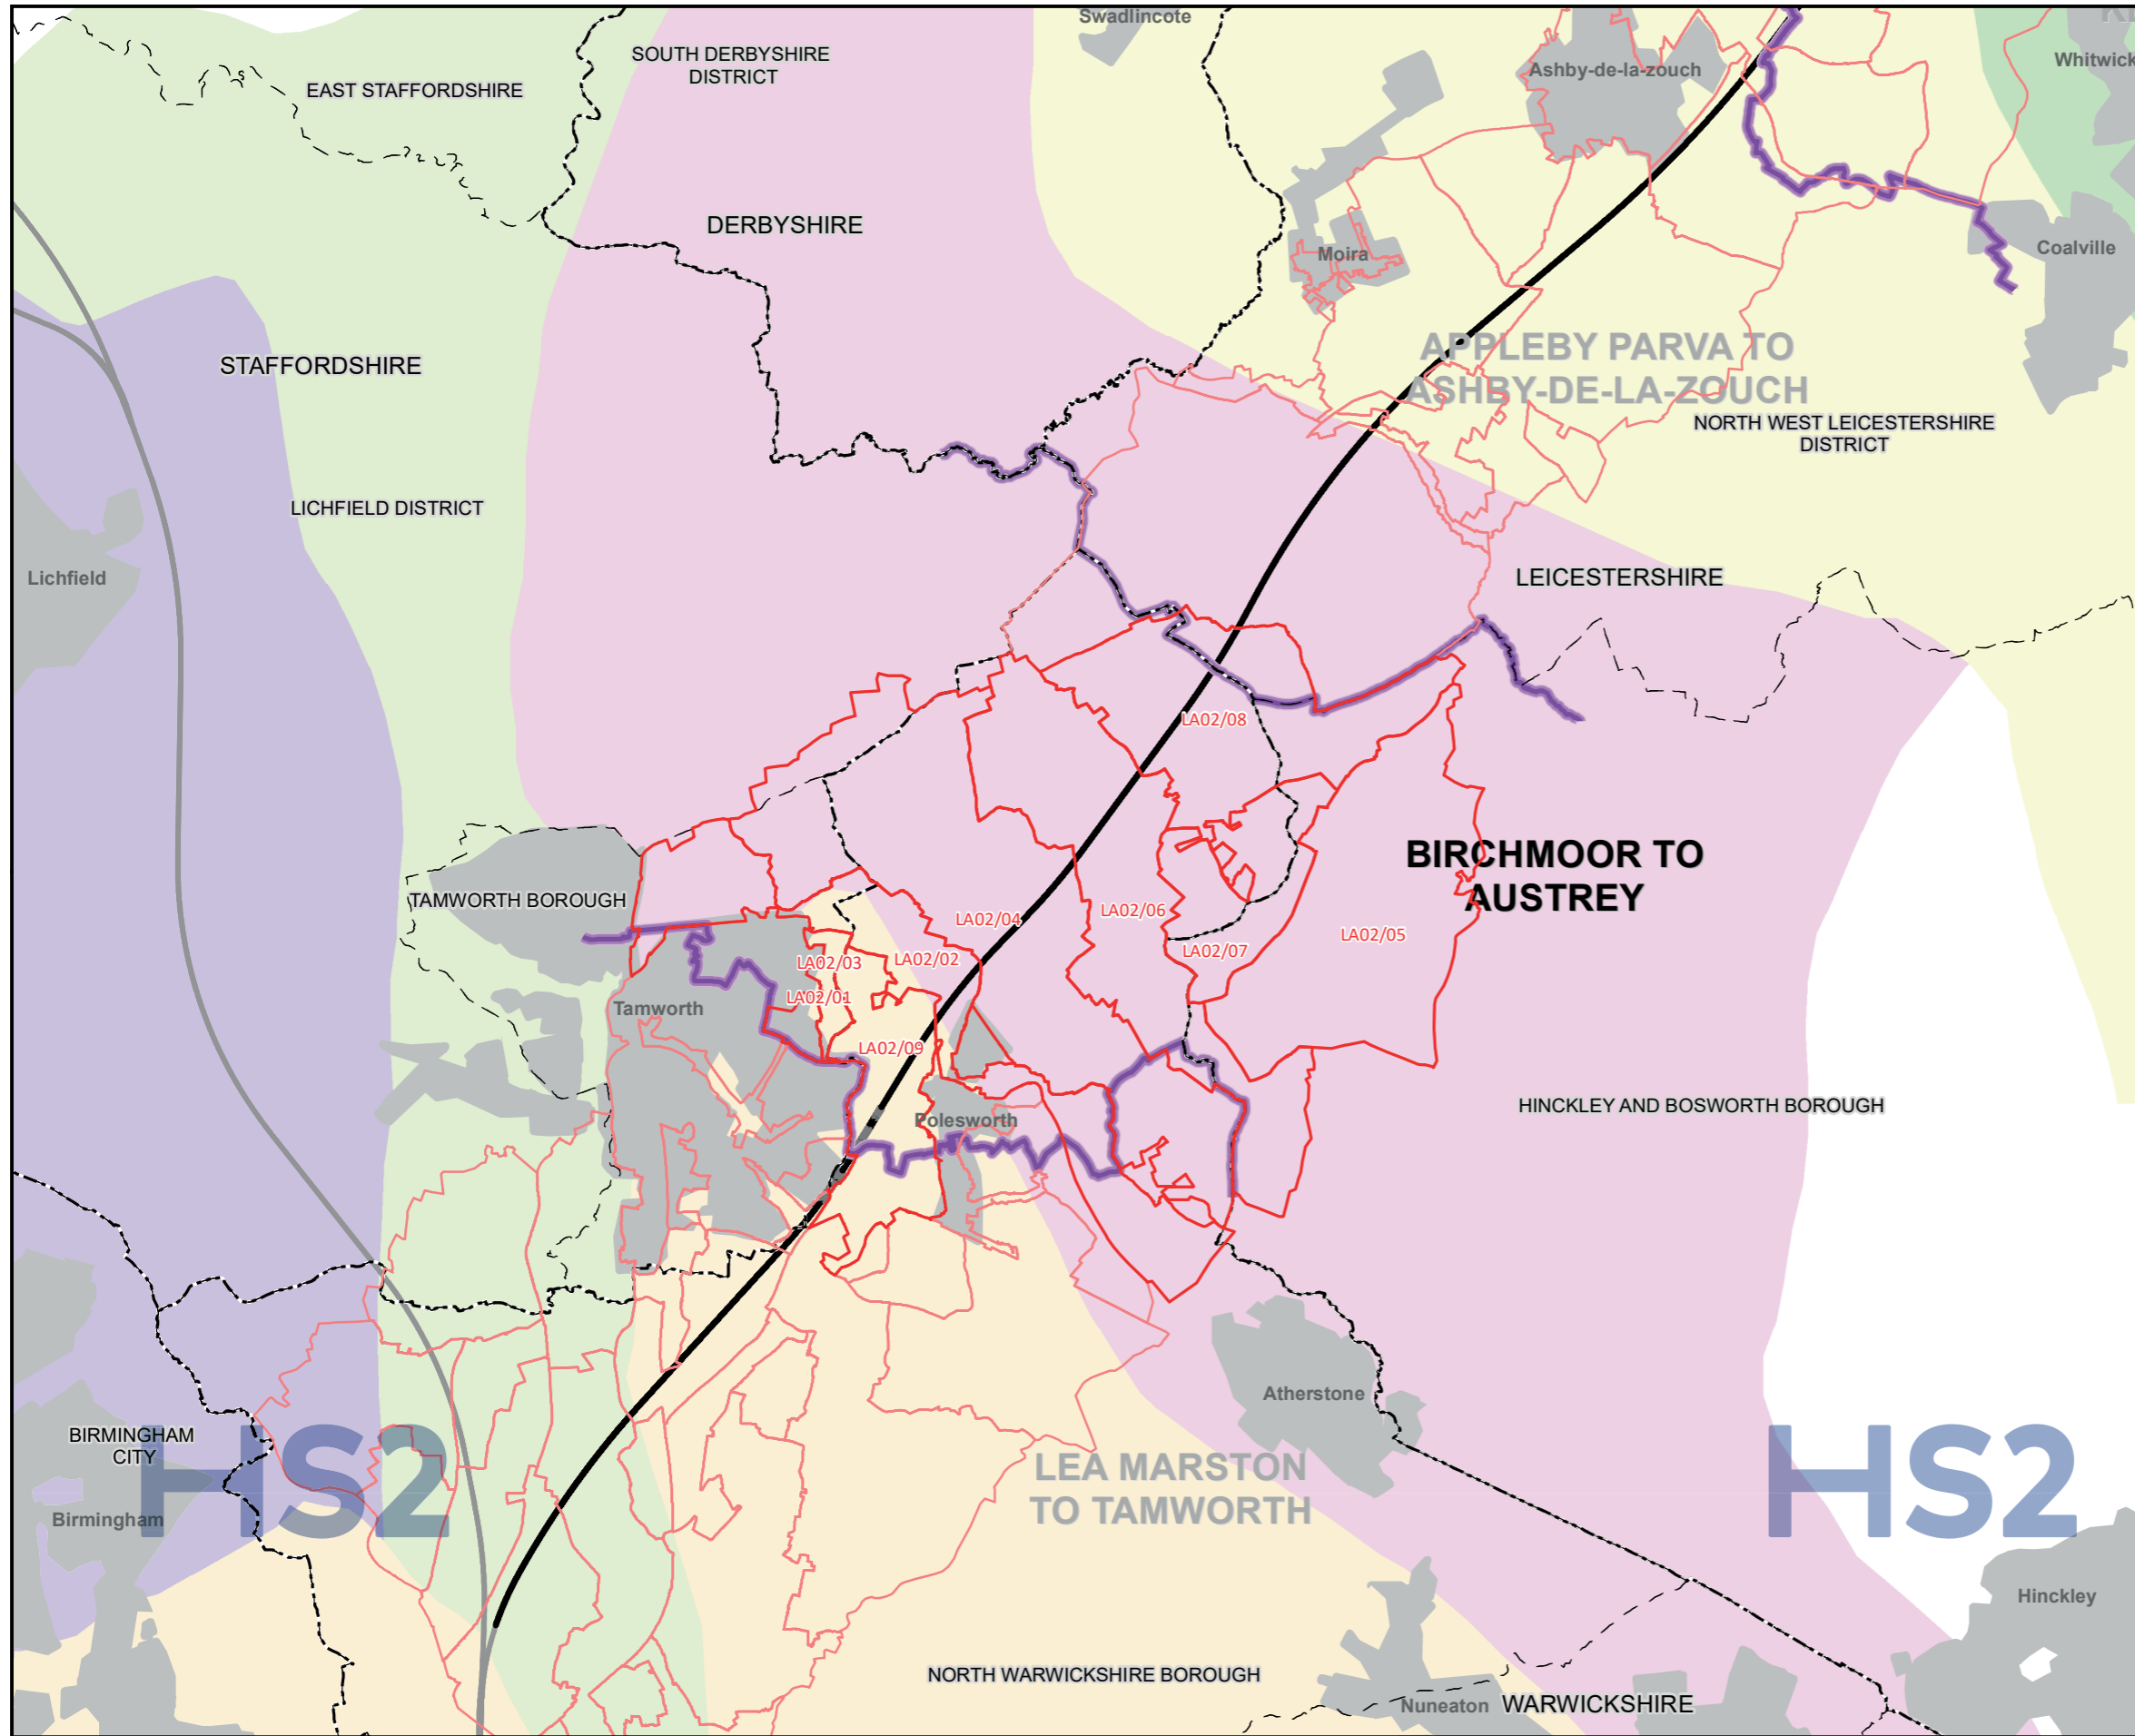 Swadlincote
SOUTH DERBYSHIRE
DISTRICT
EAST STAFFORDSHIRE
Ashby-de-la-zouch
Whitwick
DERBYSHIRE
Moira
Coalville
STAFFORDSHIRE
APPLEBY PARVA TO
ASHBY-DE-LA-ZOUCH
NORTH WEST LEICESTERSHIRE
DISTRICT
LICHFIELD DISTRICT
Lichfield
LEICESTERSHIRE
LA02/08
BIRCHMOOR TO
AUSTREY
TAMWORTH BOROUGH
LA02/04
LA02/06
LA02/05
LA02/07
LA02/03
LA02/02
LA02/01
Tamworth
LA02/09
Polesworth
HINCKLEY AND BOSWORTH BOROUGH
Atherstone
BIRMINGHAM
CITY
HS2
HS2
LEA MARSTON
TO TAMWORTH
Birmingham
Hinckley
NORTH WARWICKSHIRE BOROUGH
Nuneaton
WARWICKSHIRE